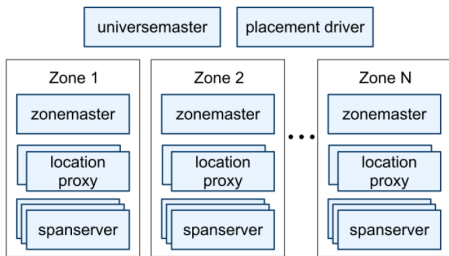 universemaster
placement driver
Zone 1
Zone 2
Zone N
zonemaster
zonemaster
zonemaster
...
location
proxy
location
proxy
location
proxy
spanserver
spanserver
spanserver